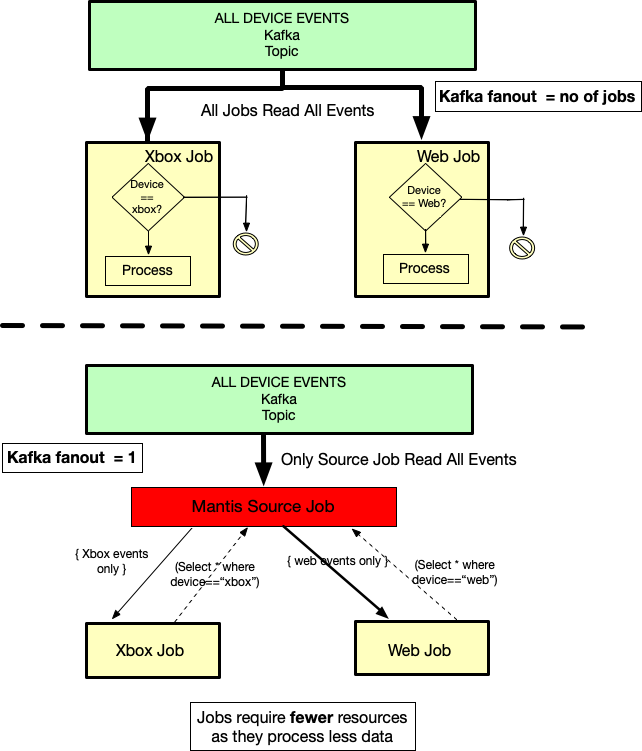 ALL DEVICE EVENTS
Kafka
Topic
Kafka fanout = no of jobs
All Jobs Read All Events
Xbox Job
Device
==
xbox?
Process
Web Job
Device
== Web?
Process
ALL DEVICE EVENTS
Kafka
Topic
Kafka fanout = 1
Only Source Job Read All Events
Mantis Source Job
{ Xbox events
only }
(Select * where
device==“xbox”)
{ web events only }
(Select * where
device==“web”)
Xbox Job
Web Job
Jobs require fewer resources
as they process less data